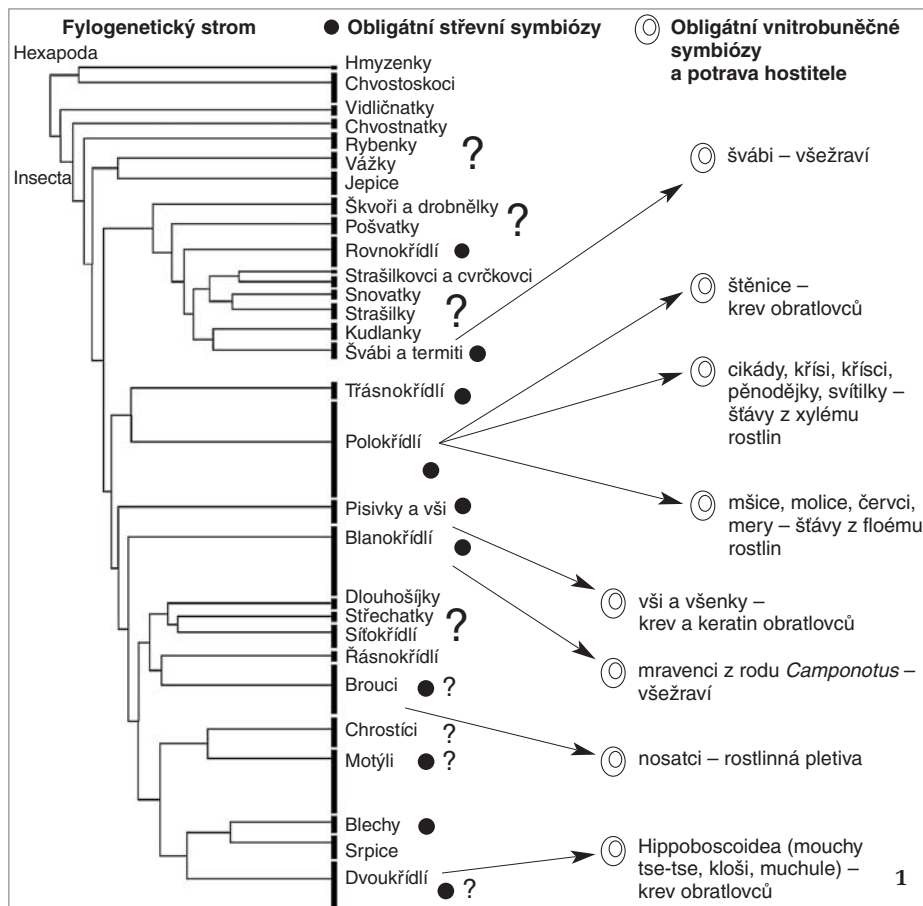 Fylogenetický strom
Obligátní střevní symbiózy
Obligátní vnitrobuněčné
symbiózy
a potrava hostitele
Hexapoda
Insecta
Hmyzenky
Chvostoskoci
Vidličnatky
Chvostnatky
Rybenky
?
Vážky
Jepice
Škvoři a drobnělky
?
Pošvatky
Rovnokřídlí
Strašilkovci a cvrčkovci
Snovatky
Strašilky
?
Kudlanky
Švábi a termiti
Třásnokřídlí
Polokřídlí
Pisivky a vši
Blanokřídlí
Dlouhošíjky
Střechatky
?
Síťokřídlí
Řásnokřídlí
Brouci
?
Chrostíci
?
Motýli
?
Blechy
Srpice
Dvoukřídlí
?
švábi – všežraví
štěnice –
krev obratlovců
cikády, křísi, křísci,
pěnodějky, svítilky –
šťávy z xylému
rostlin
mšice, molice, červci,
mery – šťávy z floému
rostlin
vši a všenky –
krev a keratin obratlovců
mravenci z rodu Camponotus –
všežraví
nosatci – rostlinná pletiva
Hippoboscoidea (mouchy
tse-tse, kloši, muchule) –
krev obratlovců
1